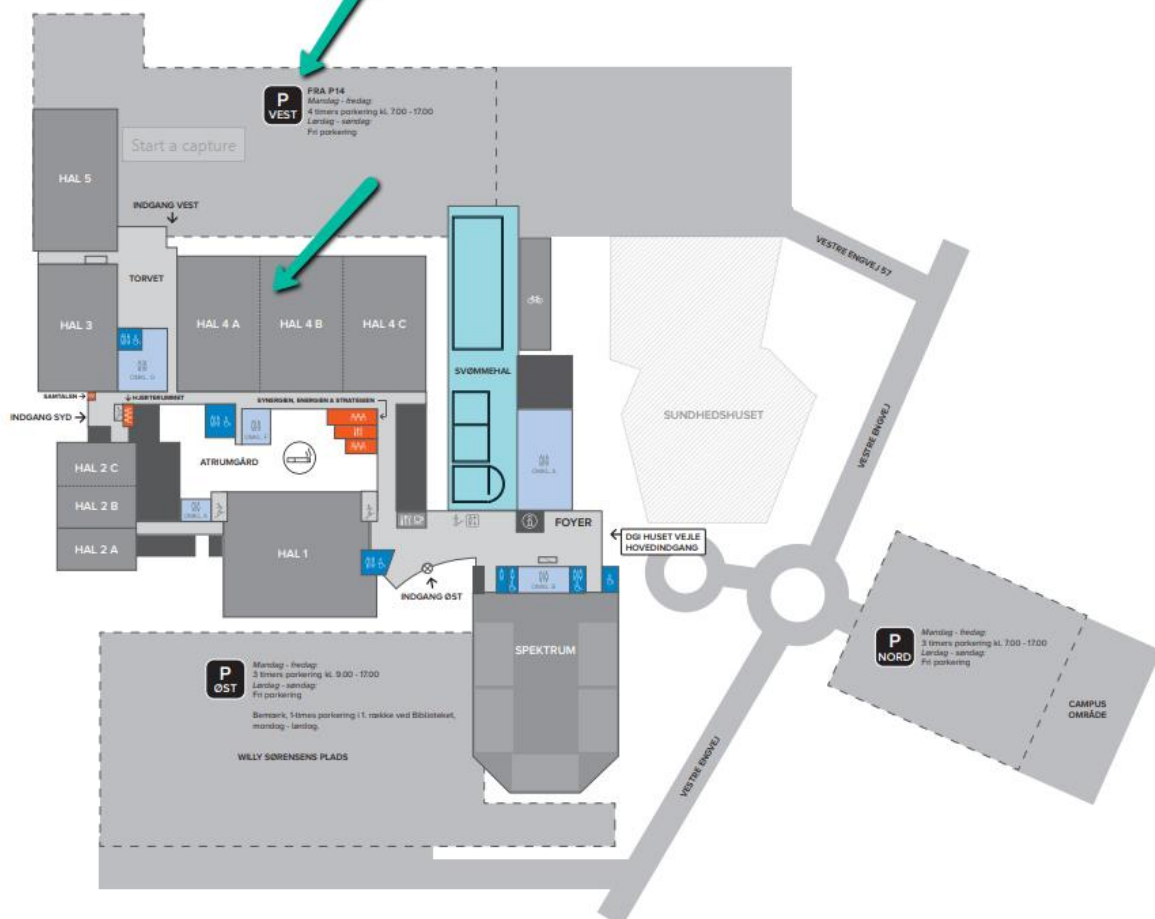 P
VEST
FRA P14
Mandag - fredag:
4 timers parkering kl. 7.00 - 17.00
Lørdag - søndag:
Fri parkering
Start a capture
HAL 5
INDGANG VEST
TORVET
HAL 3
HAL 4 A
HAL 4 B
HAL 4 C
VESTRE ENGVEJ 57
SVØMMEHAL
SUNDHEDSHUSET
VESTRE ENGVEJ
SAMTALEN
HJERTERUMMET
SYNERGIEN, ENERGIEN & STRATEGIEN
INDGANG SYD
ATRIUMGÅRD
HAL 2 C
HAL 2 B
HAL 2 A
HAL 1
FOYER
DGI HUSET VEJLE
HOVEDINDGANG
INDGANG ØST
OMKL. B
SPEKTRUM
P
ØST
Mandag - fredag:
3 timers parkering kl. 9.00 - 17.00
Lørdag - søndag:
Fri parkering
Bemærk, 1-times parkering i 1. række ved Biblioteket,
mandag - lørdag.
WILLY SØRENSENS PLADS
P
NORD
Mandag - fredag:
3 timers parkering kl. 7.00 - 17.00
Lørdag - søndag:
Fri parkering
CAMPUS
OMRÅDE
VESTRE ENGVEJ